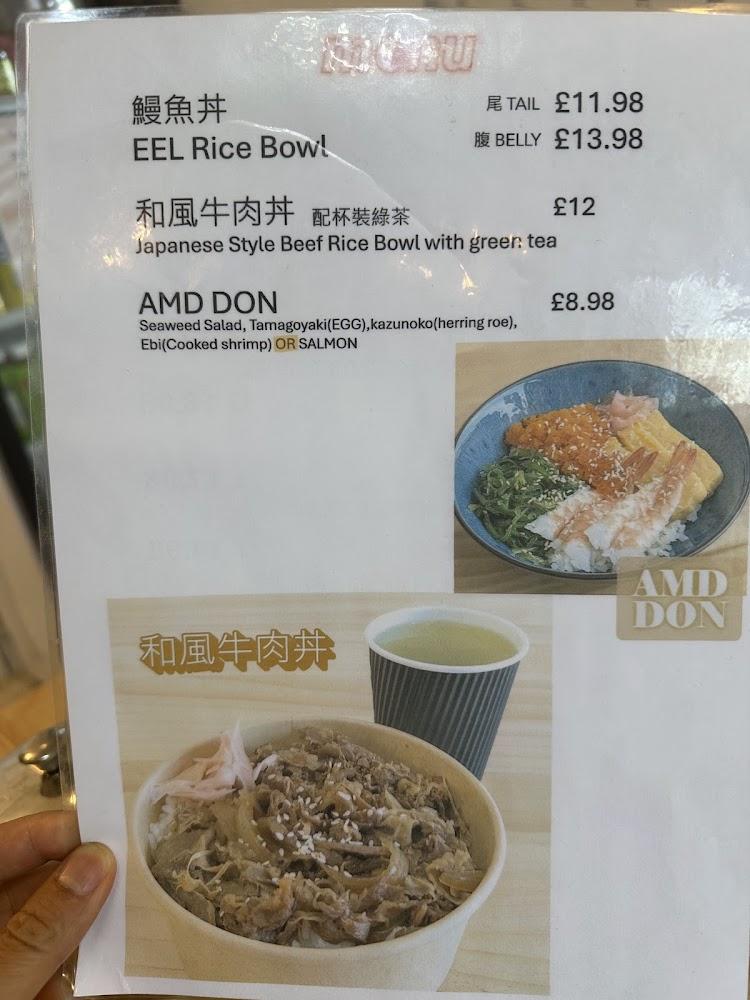 menu
鰻魚丼 尾 TAIL £11.98
EEL Rice Bowl 腹 BELLY £13.98
和風牛肉丼 配杯裝綠茶 £12
Japanese Style Beef Rice Bowl with green tea
AMD DON £8.98
Seaweed Salad, Tamagoyaki(EGG),kazunoko(herring roe),
Ebi(Cooked shrimp) OR SALMON
AMD
DON
和風牛肉丼